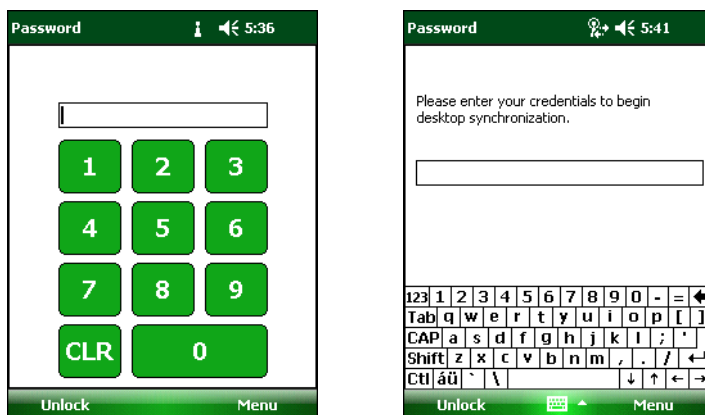 Password 5:36
1 2 3
4 5 6
7 8 9
CLR 0
Unlock Menu
Password 5:41
Please enter your credentials to begin
desktop synchronization.
123 1 2 3 4 5 6 7 8 9 0 - = 🡸
Tab q w e r t y u i o p [ ]
CAP a s d f g h j k l ; '
Shift z x c v b n m , . / ↵
Ctl áü ` \ ↓ ↑ ← →
Unlock Menu